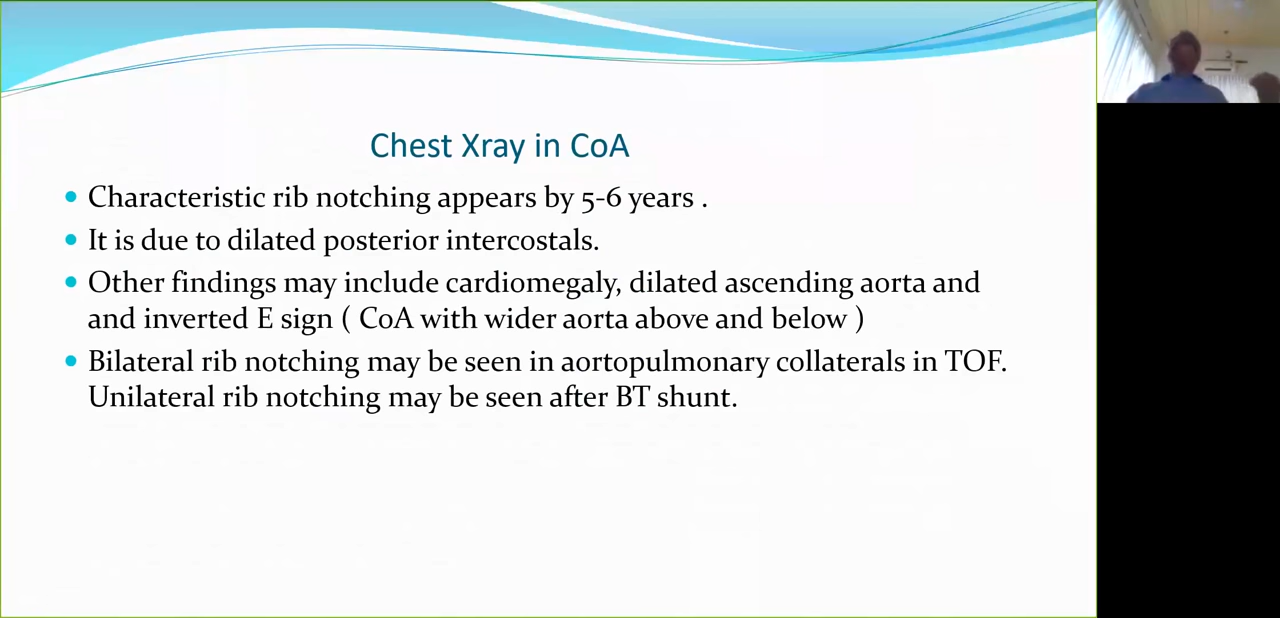 Chest Xray in CoA
Characteristic rib notching appears by 5-6 years .
It is due to dilated posterior intercostals.
Other findings may include cardiomegaly, dilated ascending aorta and
and inverted E sign ( CoA with wider aorta above and below )
Bilateral rib notching may be seen in aortopulmonary collaterals in TOF.
Unilateral rib notching may be seen after BT shunt.